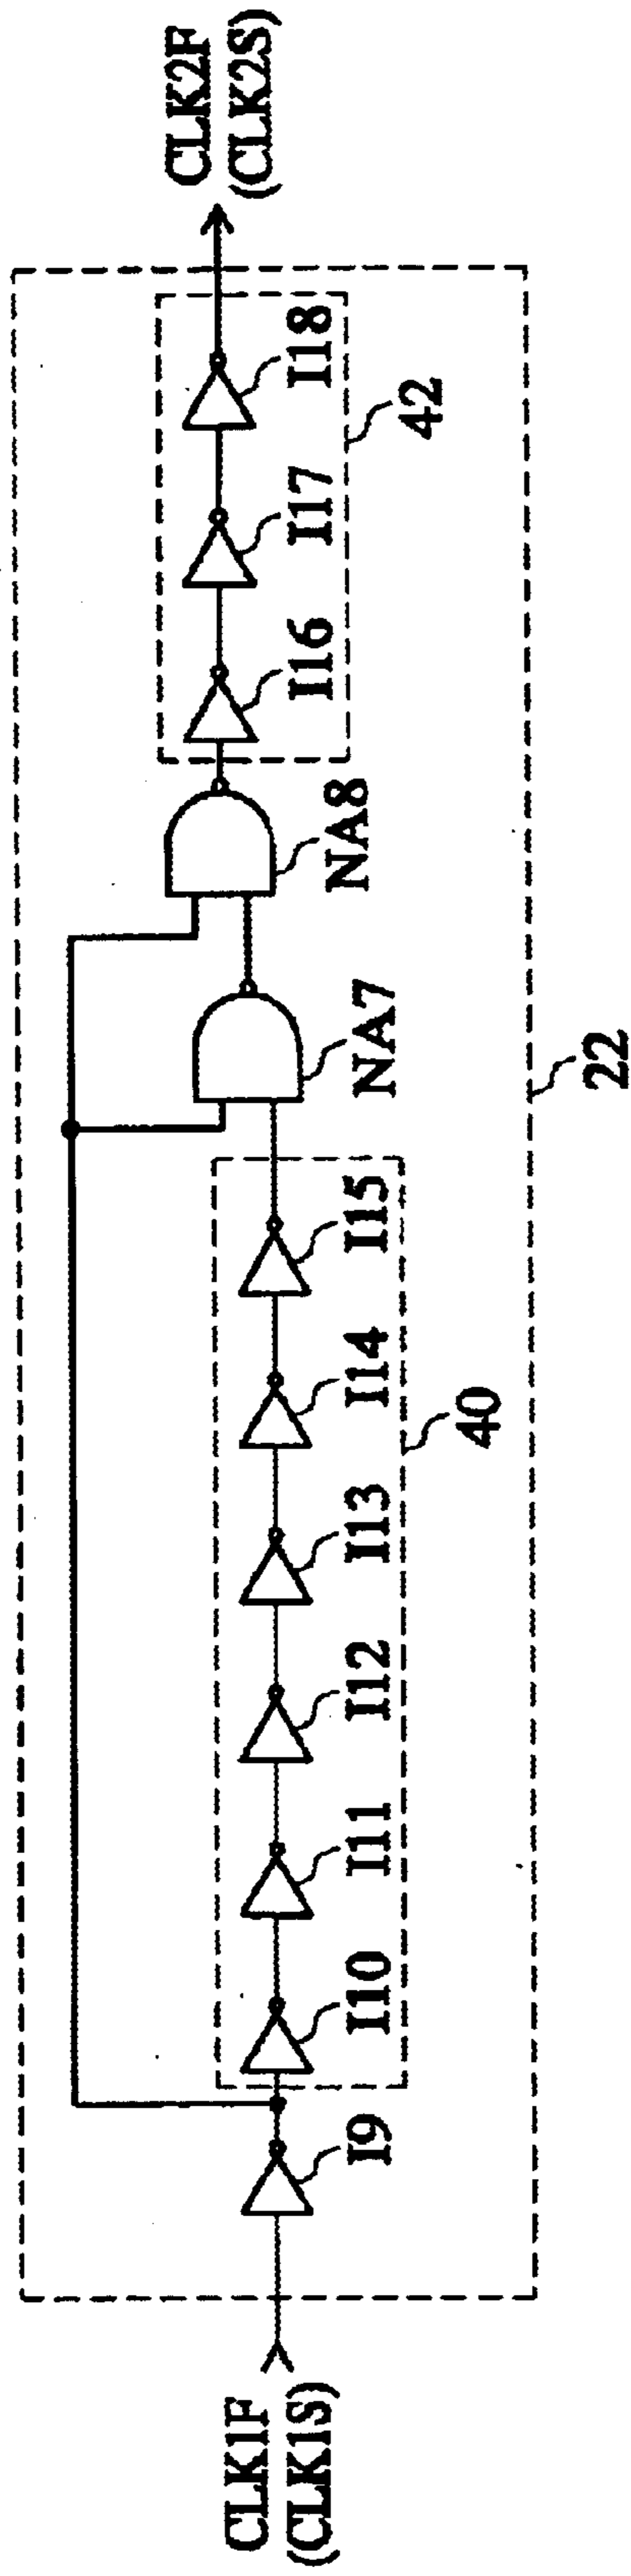 CLK1F
(CLK1S)
I9
I10
I11
I12
I13
I14
I15
40
NA7
NA8
I16
I17
I18
42
22
CLK2F
(CLK2S)